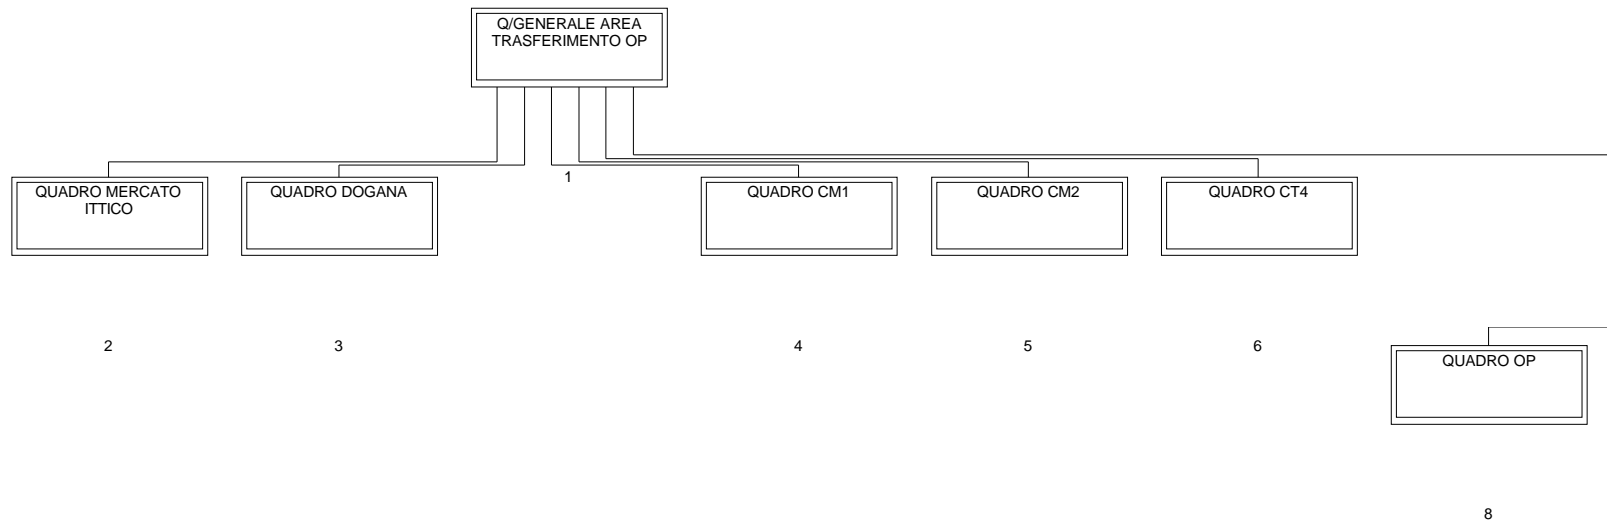 Q/GENERALE AREA
TRASFERIMENTO OP
1
QUADRO MERCATO
ITTICO
QUADRO DOGANA
QUADRO CM1
QUADRO CM2
QUADRO CT4
2
3
4
5
6
QUADRO OP
8